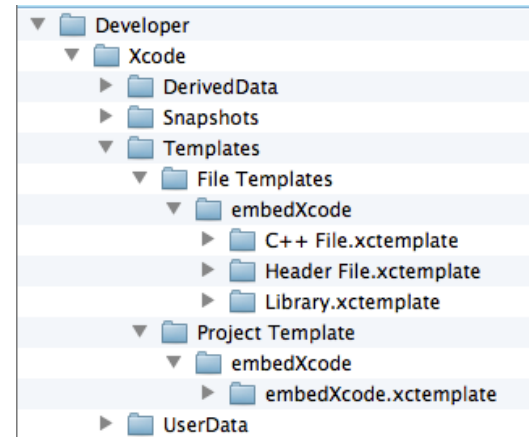 Developer
Xcode
DerivedData
Snapshots
Templates
File Templates
embedXcode
C++ File.xctemplate
Header File.xctemplate
Library.xctemplate
Project Template
embedXcode
embedXcode.xctemplate
UserData